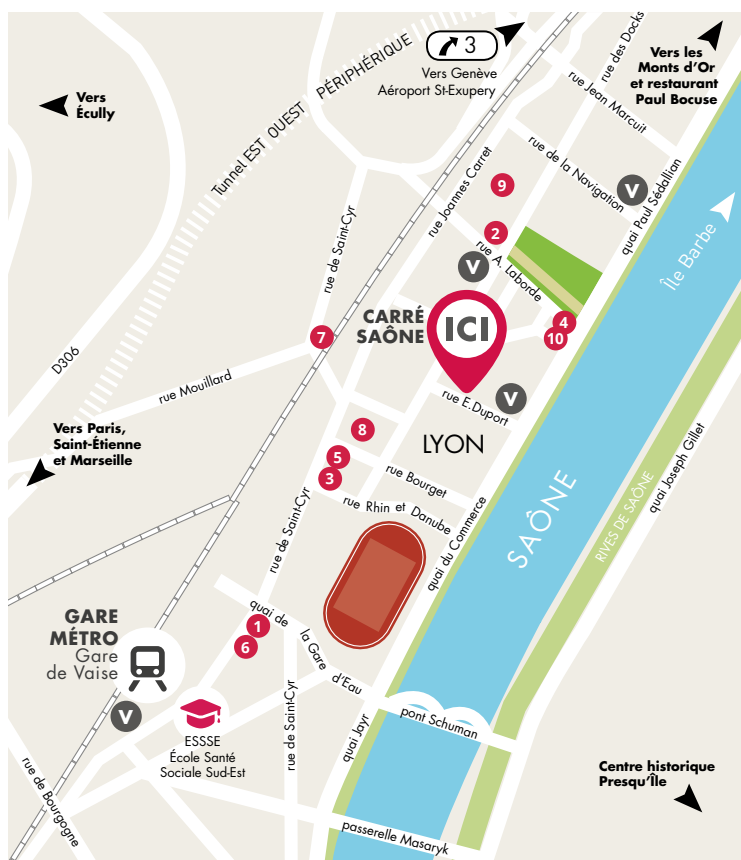 3
Vers Genève
Aéroport St-Exupery
Vers les
Monts d'Or
et restaurant
Paul Bocuse
rue des Docks
rue Jean Marcuit
Vers
Écully
Tunnel EST OUEST PÉRIPHÉRIQUE
rue de la Navigation
V
quai Paul Sédallian
9
rue Joannes Carret
2
rue A. Laborde
V
rue de Saint-Cyr
Île Barbe
CARRÉ
SAÔNE
ICI
4
10
7
D306
rue Mouillard
rue E.Duport
V
Vers Paris,
Saint-Étienne
et Marseille
8
LYON
5
3
rue Bourget
rue Rhin et Danube
quai Joseph Gillet
RIVES DE SAÔNE
SAÔNE
quai du Commerce
rue de Saint-Cyr
GARE
MÉTRO
Gare
de Vaise
V
1
6
quai de
la Gare
d'Eau
rue de Saint-Cyr
quai Jayr
pont Schuman
ESSSE
École Santé
Sociale Sud-Est
rue de Bourgogne
passerelle Masaryk
Centre historique
Presqu'Île